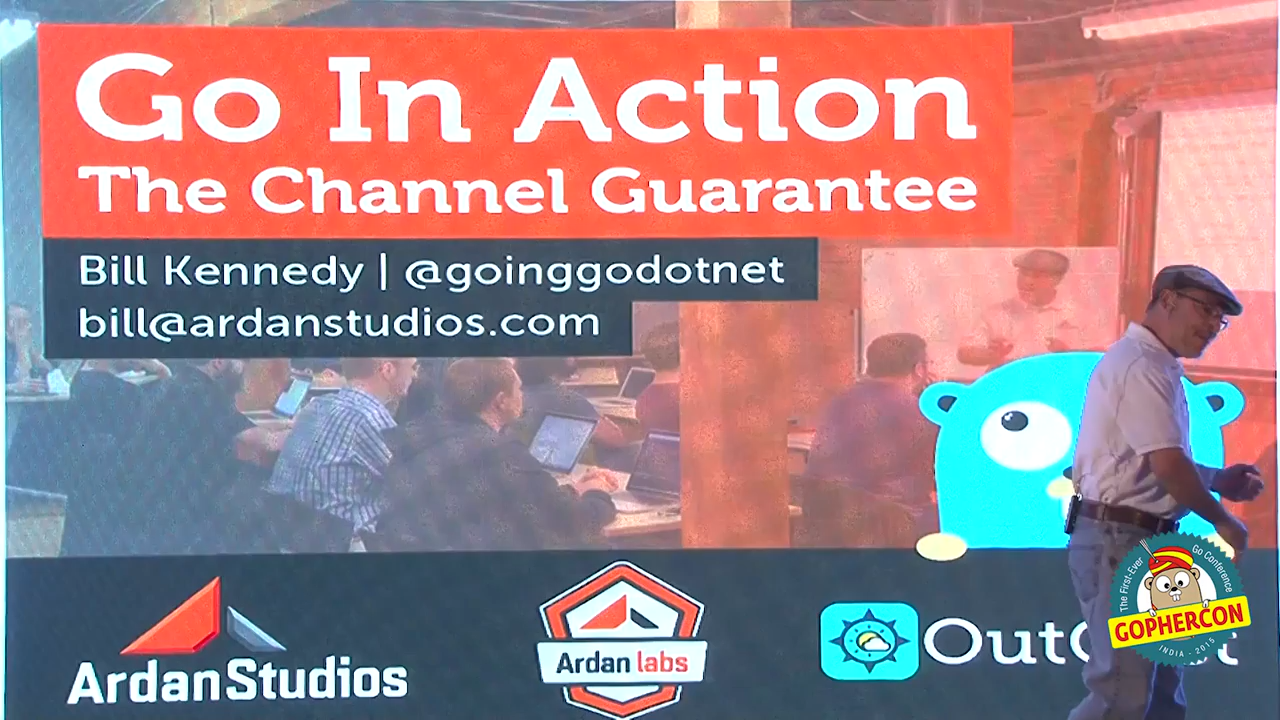 Go In Action
The Channel Guarantee
Bill Kennedy | @goinggodotnet
bill@ardanstudios.com
ArdanStudios
Ardan labs
The First-Ever
Go Conference
GOPHERCON
INDIA - 2015